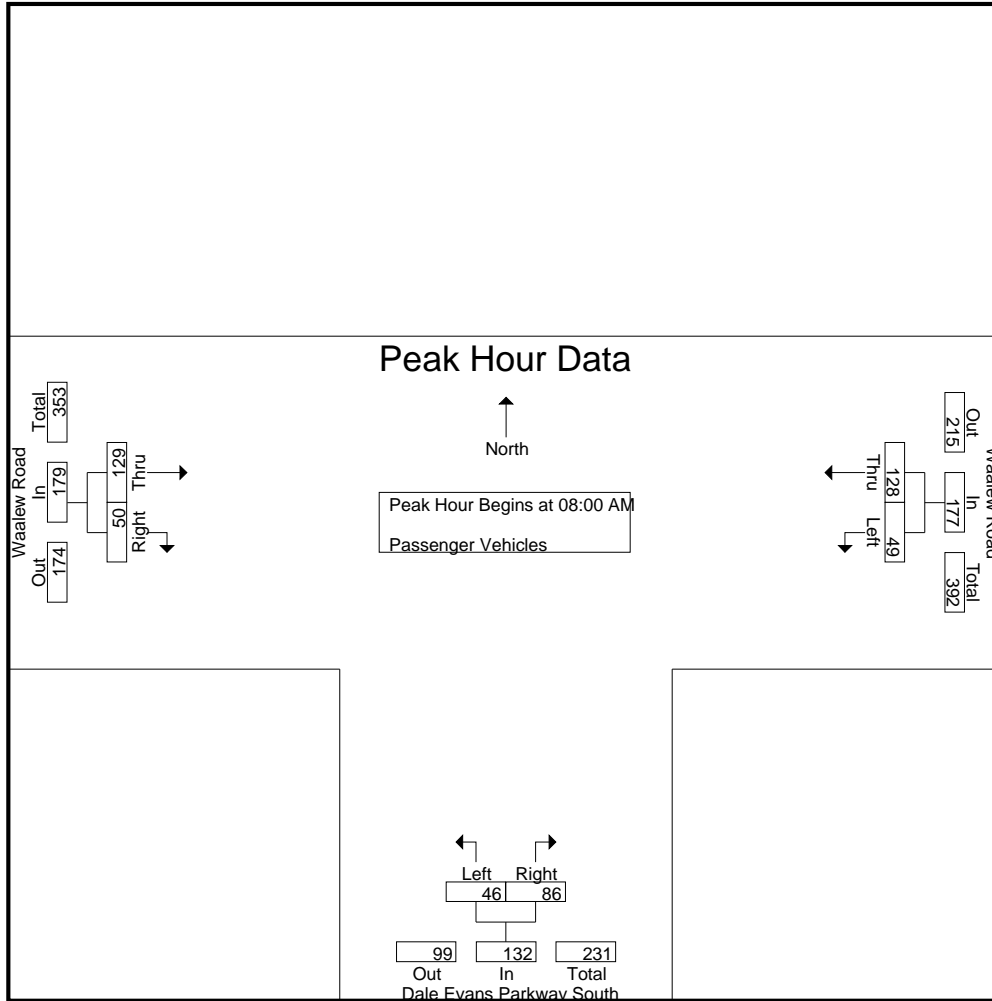 Peak Hour Data
North
Peak Hour Begins at 08:00 AM
Passenger Vehicles
Waalew Road
Total
353
In
179
Out
174
129
Thru
50
Right
Waalew Road
Out
215
In
177
Total
392
128
Thru
49
Left
Left Right
46 86
99 132 231
Out In Total
Dale Evans Parkway South